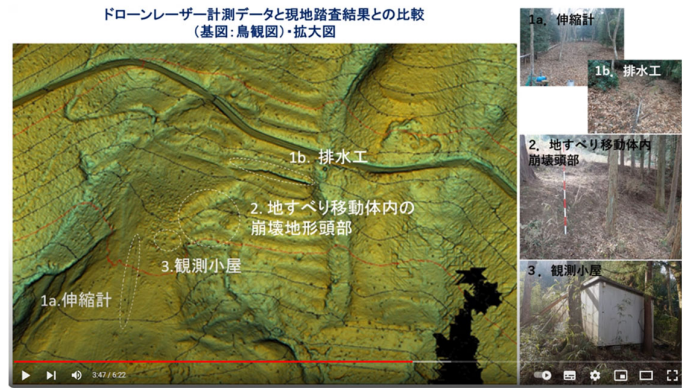 ドローンレーザー計測データと現地踏査結果との比較
（基図：鳥観図）・拡大図
1a．伸縮計
1b．排水工
1b．排水工
2．地すべり移動体内
崩壊頭部
2. 地すべり移動体内の
崩壊地形頭部
3.観測小屋
3．観測小屋
1a.伸縮計
3:47 / 6:22